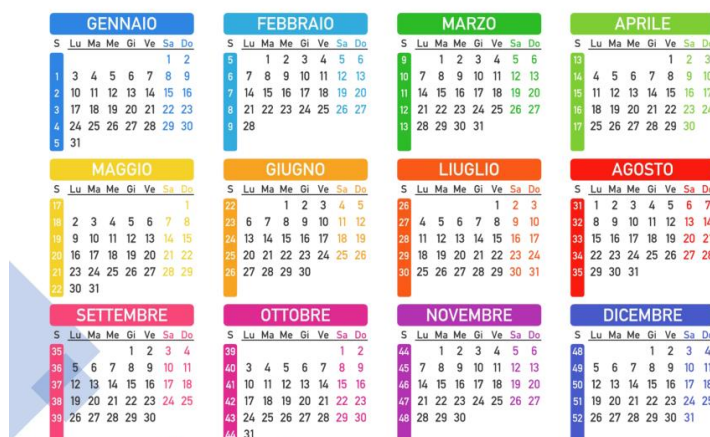 GENNAIO
S Lu Ma Me Gi Ve Sa Do
1 2
1 3 4 5 6 7 8 9
2 10 11 12 13 14 15 16
3 17 18 19 20 21 22 23
4 24 25 26 27 28 29 30
5 31
FEBBRAIO
S Lu Ma Me Gi Ve Sa Do
5 1 2 3 4 5 6
6 7 8 9 10 11 12 13
7 14 15 16 17 18 19 20
8 21 22 23 24 25 26 27
9 28
MARZO
S Lu Ma Me Gi Ve Sa Do
9 1 2 3 4 5 6
10 7 8 9 10 11 12 13
11 14 15 16 17 18 19 20
12 21 22 23 24 25 26 27
13 28 29 30 31
APRILE
S Lu Ma Me Gi Ve Sa Do
13 1 2 3
14 4 5 6 7 8 9 10
15 11 12 13 14 15 16 17
16 18 19 20 21 22 23 24
17 25 26 27 28 29 30
MAGGIO
S Lu Ma Me Gi Ve Sa Do
17 1
18 2 3 4 5 6 7 8
19 9 10 11 12 13 14 15
20 16 17 18 19 20 21 22
21 23 24 25 26 27 28 29
22 30 31
GIUGNO
S Lu Ma Me Gi Ve Sa Do
22 1 2 3 4 5
23 6 7 8 9 10 11 12
24 13 14 15 16 17 18 19
25 20 21 22 23 24 25 26
26 27 28 29 30
LIUGLIO
S Lu Ma Me Gi Ve Sa Do
26 1 2 3
27 4 5 6 7 8 9 10
28 11 12 13 14 15 16 17
29 18 19 20 21 22 23 24
30 25 26 27 28 29 30 31
AGOSTO
S Lu Ma Me Gi Ve Sa Do
31 1 2 3 4 5 6 7
32 8 9 10 11 12 13 14
33 15 16 17 18 19 20 21
34 22 23 24 25 26 27 28
35 29 30 31
SETTEMBRE
S Lu Ma Me Gi Ve Sa Do
35 1 2 3 4
36 5 6 7 8 9 10 11
37 12 13 14 15 16 17 18
38 19 20 21 22 23 24 25
39 26 27 28 29 30
OTTOBRE
S Lu Ma Me Gi Ve Sa Do
39 1 2
40 3 4 5 6 7 8 9
41 10 11 12 13 14 15 16
42 17 18 19 20 21 22 23
43 24 25 26 27 28 29 30
44 31
NOVEMBRE
S Lu Ma Me Gi Ve Sa Do
44 1 2 3 4 5 6
45 7 8 9 10 11 12 13
46 14 15 16 17 18 19 20
47 21 22 23 24 25 26 27
48 28 29 30
DICEMBRE
S Lu Ma Me Gi Ve Sa Do
48 1 2 3 4
49 5 6 7 8 9 10 11
50 12 13 14 15 16 17 18
51 19 20 21 22 23 24 25
52 26 27 28 29 30 31